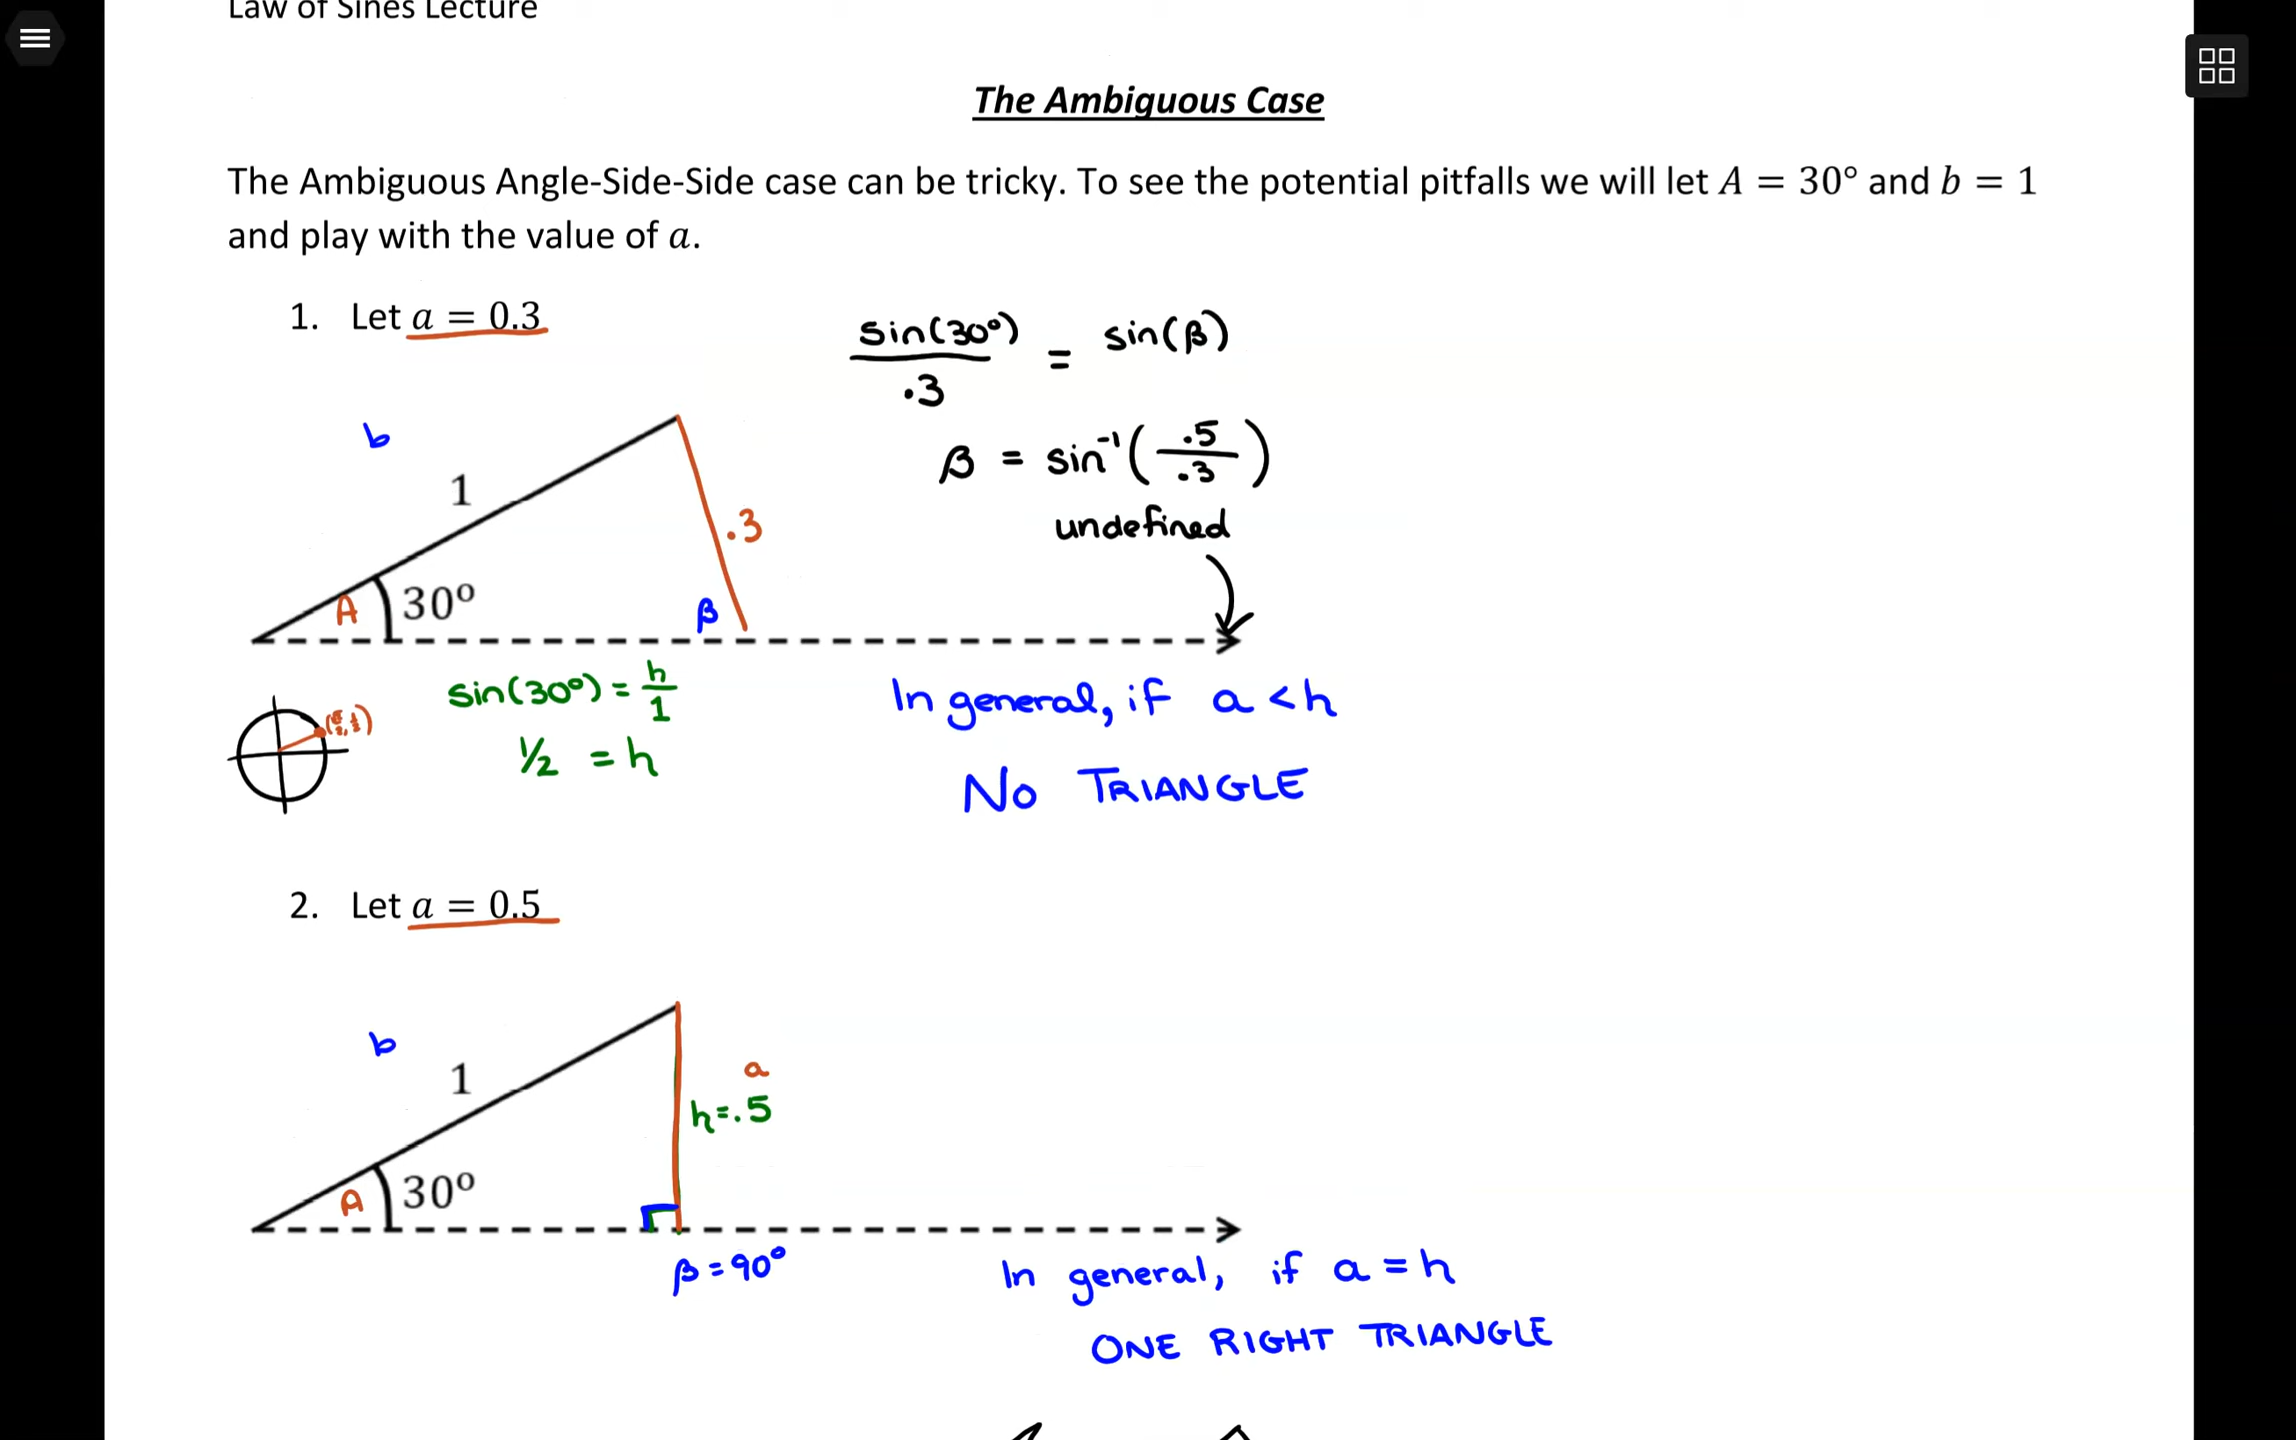 Law of Sines Lecture
The Ambiguous Case
The Ambiguous Angle-Side-Side case can be tricky. To see the potential pitfalls we will let A = 30° and b = 1
and play with the value of a.
1. Let a = 0.3
sin(30°)/.3 = sin(β)
β = sin⁻¹(.5/.3)
undefined
b
1
.3
A
30°
β
sin(30°) = h/1
½ = h
In general, if a < h
NO TRIANGLE
2. Let a = 0.5
b
1
a
h = .5
A
30°
β = 90°
In general, if a = h
ONE RIGHT TRIANGLE